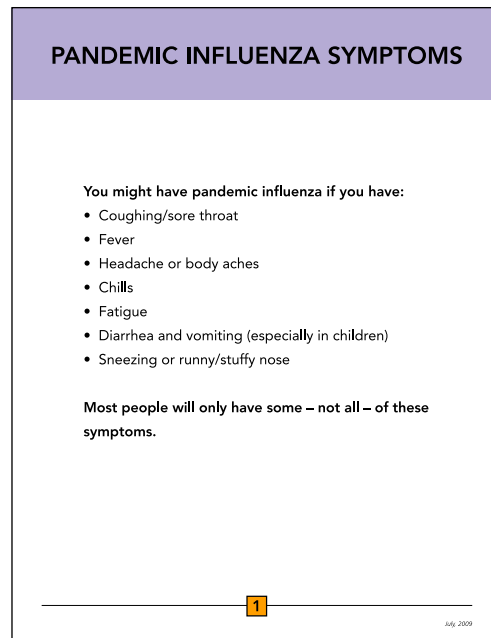 PANDEMIC INFLUENZA SYMPTOMS
You might have pandemic influenza if you have:
• Coughing/sore throat
• Fever
• Headache or body aches
• Chills
• Fatigue
• Diarrhea and vomiting (especially in children)
• Sneezing or runny/stuffy nose
Most people will only have some – not all – of these
symptoms.
1
July, 2009